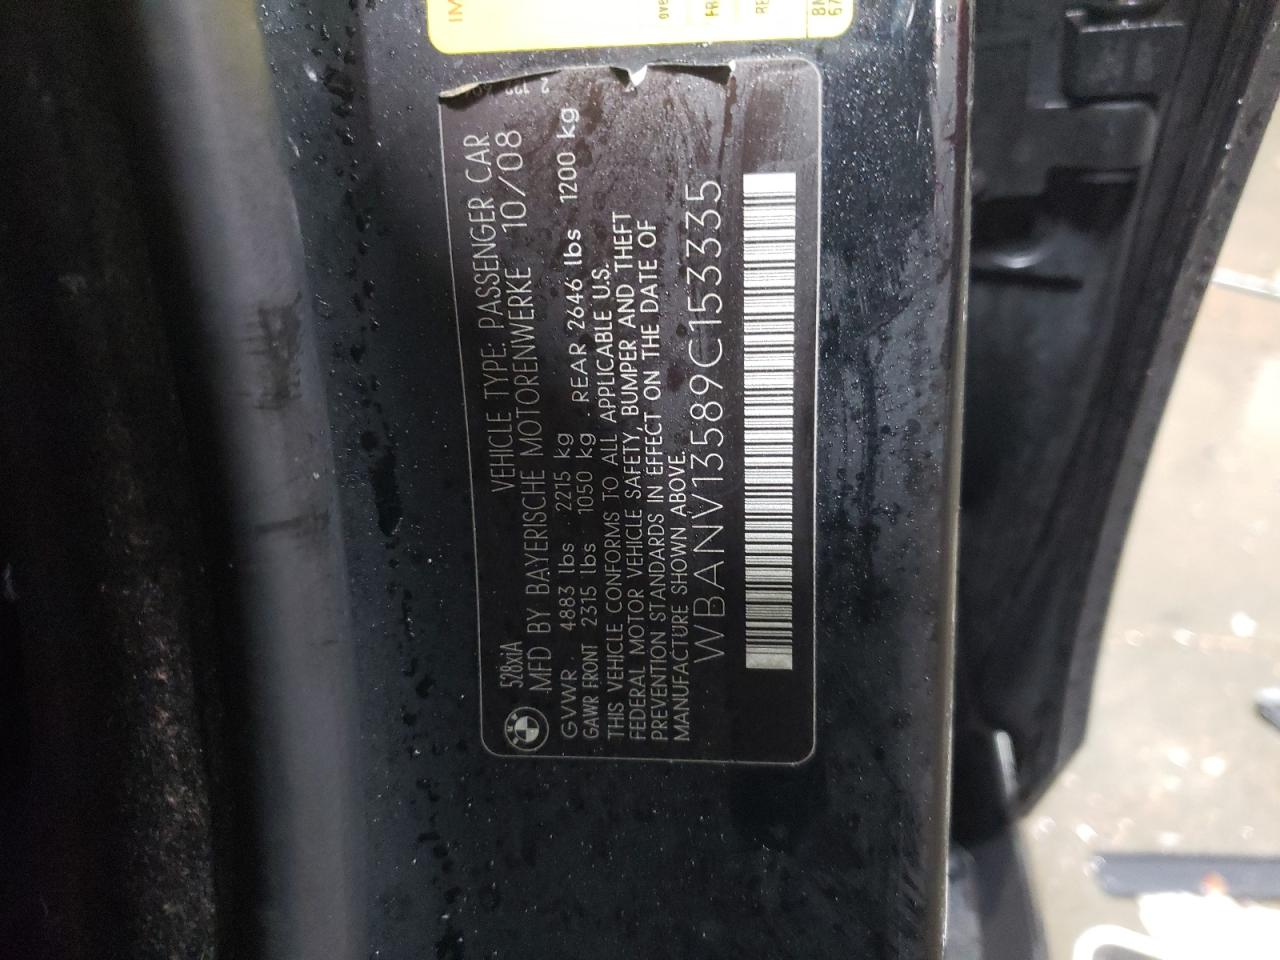 528xiA VEHICLE TYPE: PASSENGER CAR
MFD BY BAYERISCHE MOTORENWERKE 10/08
GVWR 4883 lbs 2215 kg
GAWR FRONT 2315 lbs 1050 kg REAR 2646 lbs 1200 kg
THIS VEHICLE CONFORMS TO ALL APPLICABLE U.S.
FEDERAL MOTOR VEHICLE SAFETY, BUMPER AND THEFT
PREVENTION STANDARDS IN EFFECT ON THE DATE OF
MANUFACTURE SHOWN ABOVE.
WBANV13589C153335